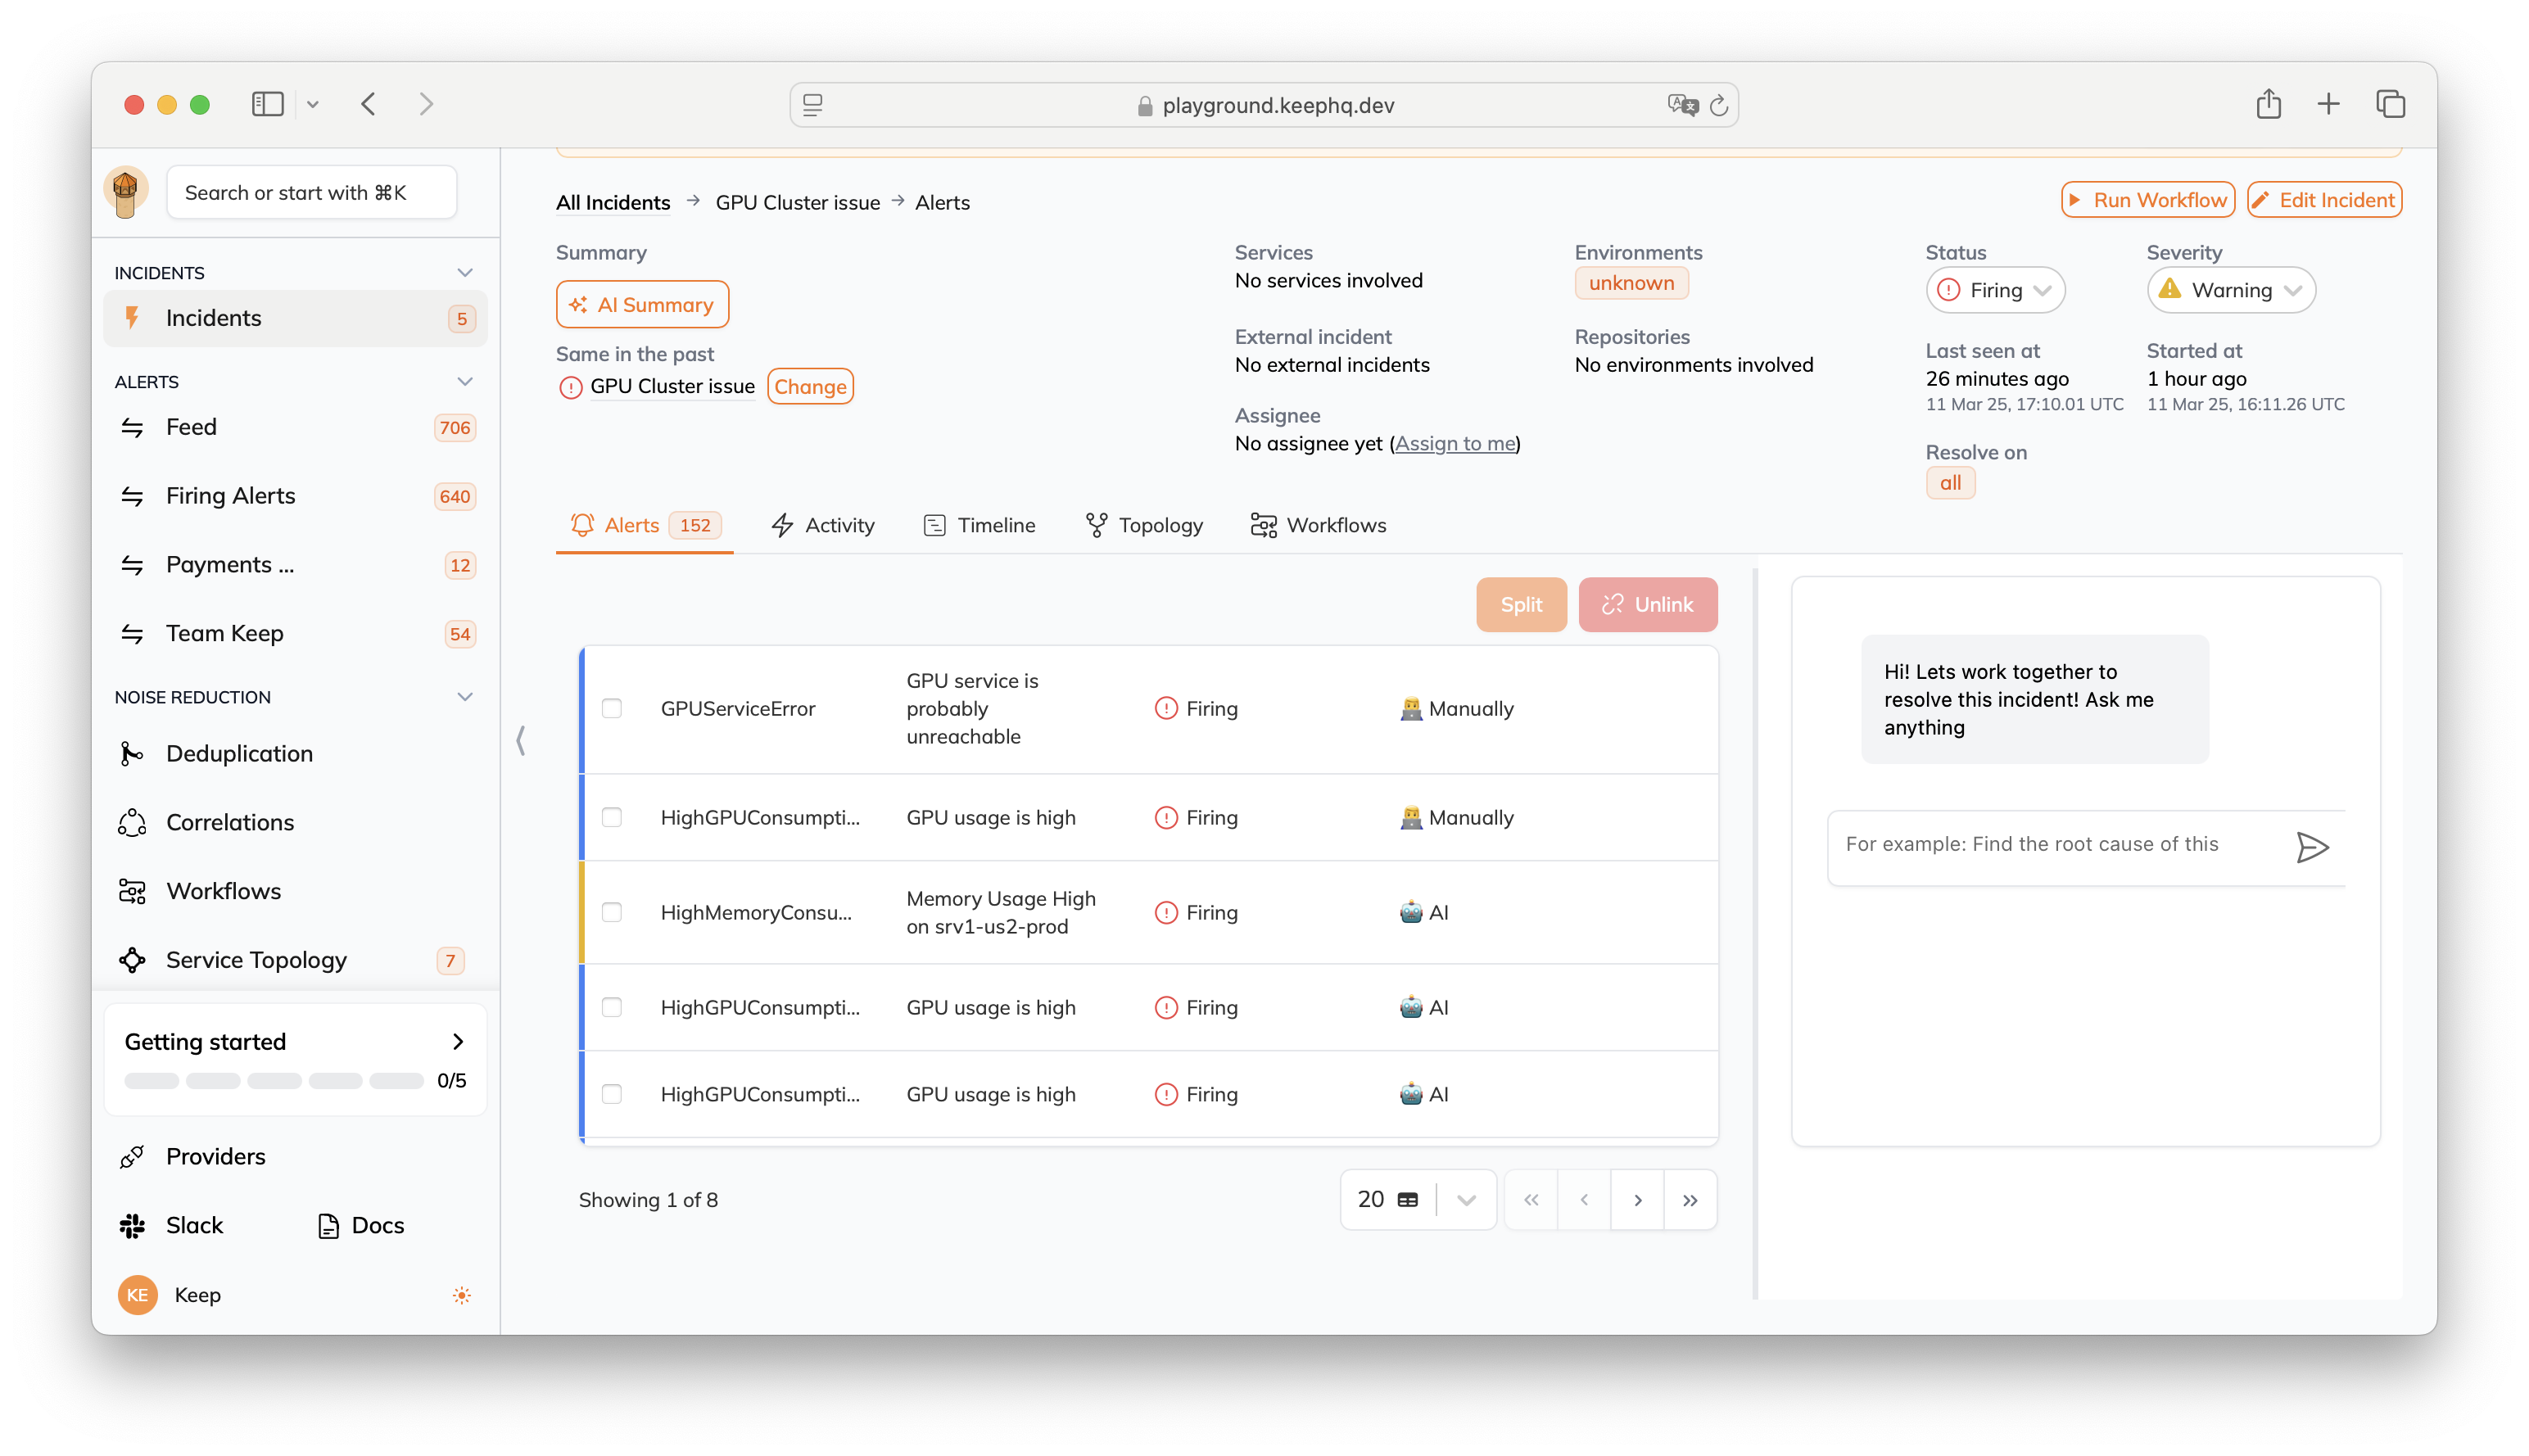 playground.keephq.dev
Search or start with ⌘K
INCIDENTS
Incidents
5
ALERTS
Feed
706
Firing Alerts
640
Payments ...
12
Team Keep
54
NOISE REDUCTION
Deduplication
Correlations
Workflows
Service Topology
7
Getting started
0/5
Providers
Slack
Docs
KE
Keep
All Incidents → GPU Cluster issue → Alerts
Run Workflow
Edit Incident
Summary
AI Summary
Same in the past
GPU Cluster issue
Change
Services
No services involved
External incident
No external incidents
Assignee
No assignee yet (Assign to me)
Environments
unknown
Repositories
No environments involved
Status
Firing
Last seen at
26 minutes ago
11 Mar 25, 17:10.01 UTC
Resolve on
all
Severity
Warning
Started at
1 hour ago
11 Mar 25, 16:11.26 UTC
Alerts
152
Activity
Timeline
Topology
Workflows
Split
Unlink
GPUServiceError
GPU service is
probably
unreachable
Firing
Manually
HighGPUConsumpti...
GPU usage is high
Firing
Manually
HighMemoryConsu...
Memory Usage High
on srv1-us2-prod
Firing
AI
HighGPUConsumpti...
GPU usage is high
Firing
AI
HighGPUConsumpti...
GPU usage is high
Firing
AI
Showing 1 of 8
20
Hi! Lets work together to
resolve this incident! Ask me
anything
For example: Find the root cause of this